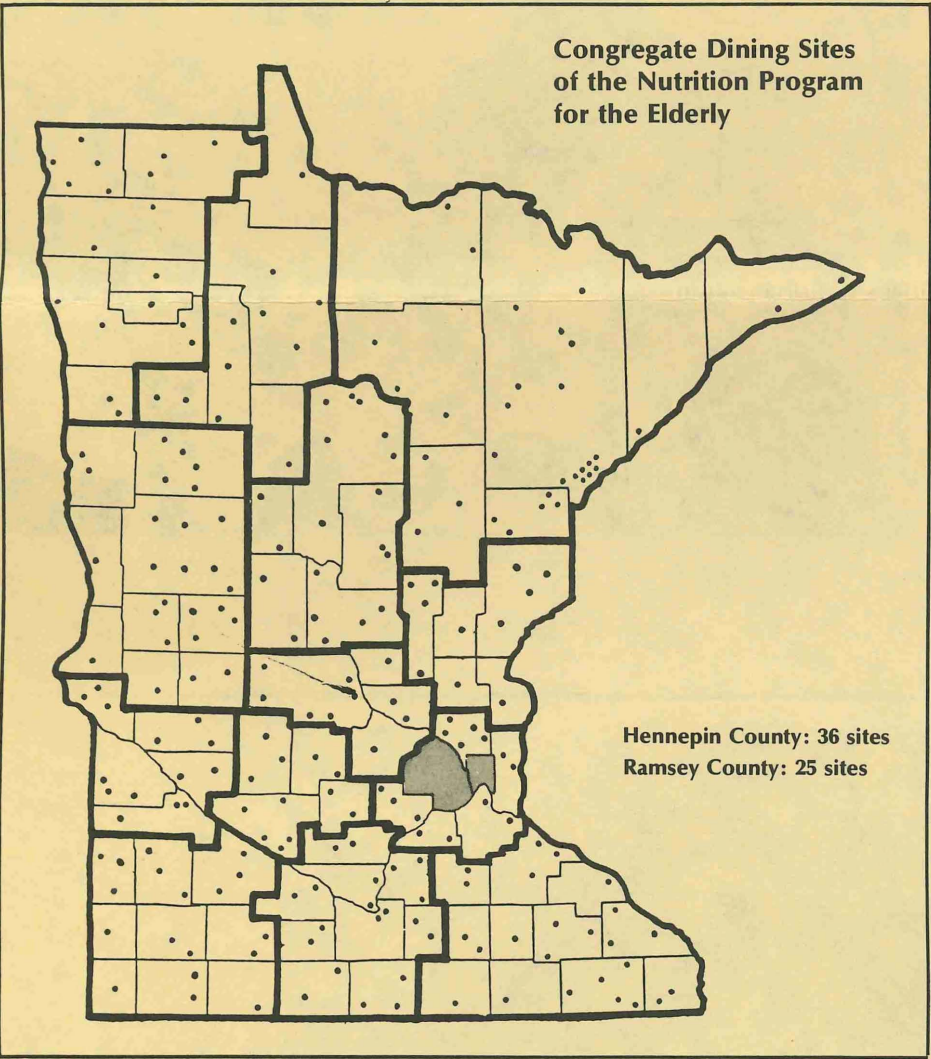 Congregate Dining Sites
of the Nutrition Program
for the Elderly
Hennepin County: 36 sites
Ramsey County: 25 sites